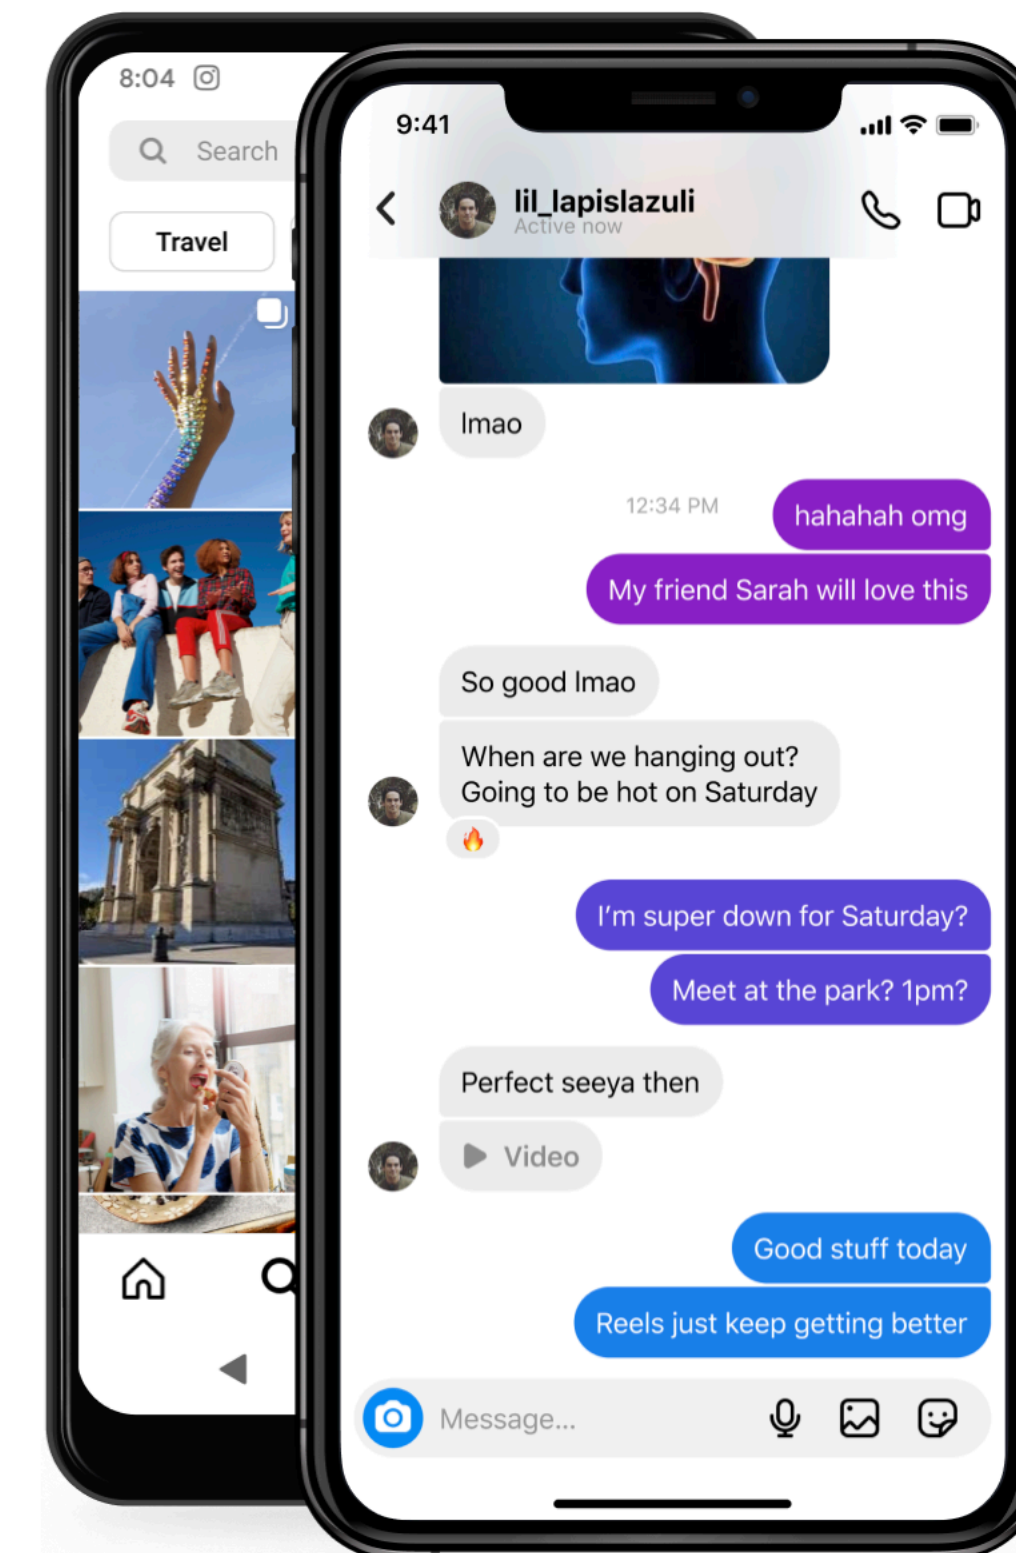 8:04
Search
Travel
9:41
lil_lapislazuli
Active now
lmao
12:34 PM
hahahah omg
My friend Sarah will love this
So good lmao
When are we hanging out?
Going to be hot on Saturday
I’m super down for Saturday?
Meet at the park? 1pm?
Perfect seeya then
Video
Good stuff today
Reels just keep getting better
Message...